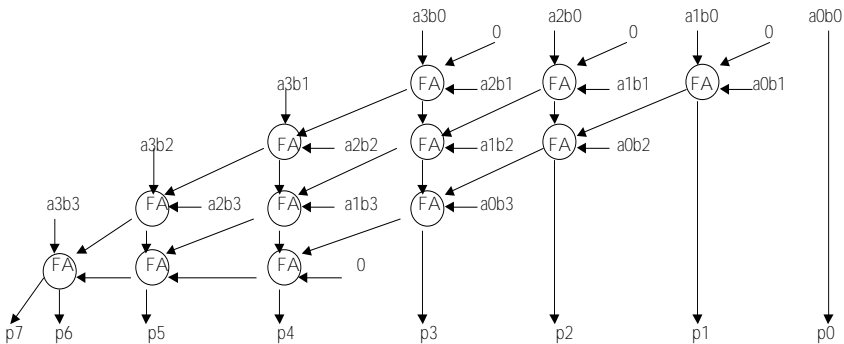 a3b0 a2b0 a1b0 a0b0
0 0 0
a3b1 FA a2b1 FA a1b1 FA a0b1
a3b2 FA a2b2 FA a1b2 FA a0b2
a3b3 FA a2b3 FA a1b3 FA a0b3
FA FA FA 0
p7 p6 p5 p4 p3 p2 p1 p0